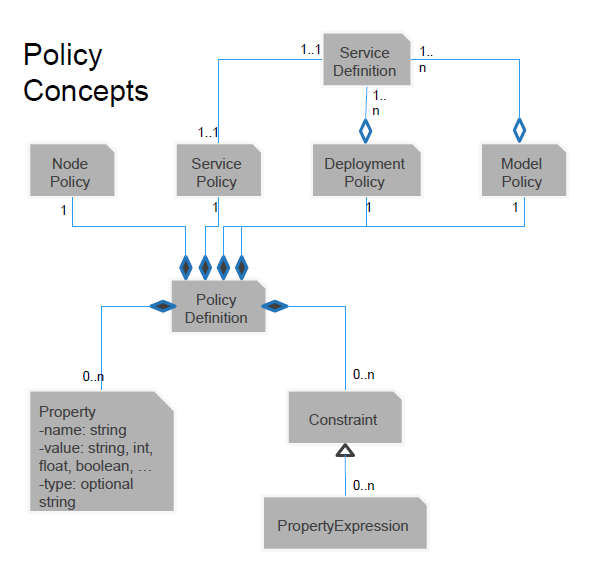 Policy
Concepts
1..1
Service
Definition
1..
n
1..
n
1..1
Node
Policy
Service
Policy
Deployment
Policy
Model
Policy
1
1
1
1
Policy
Definition
0..n
0..n
Property
-name: string
-value: string, int,
float, boolean, …
-type: optional
string
Constraint
0..n
PropertyExpression